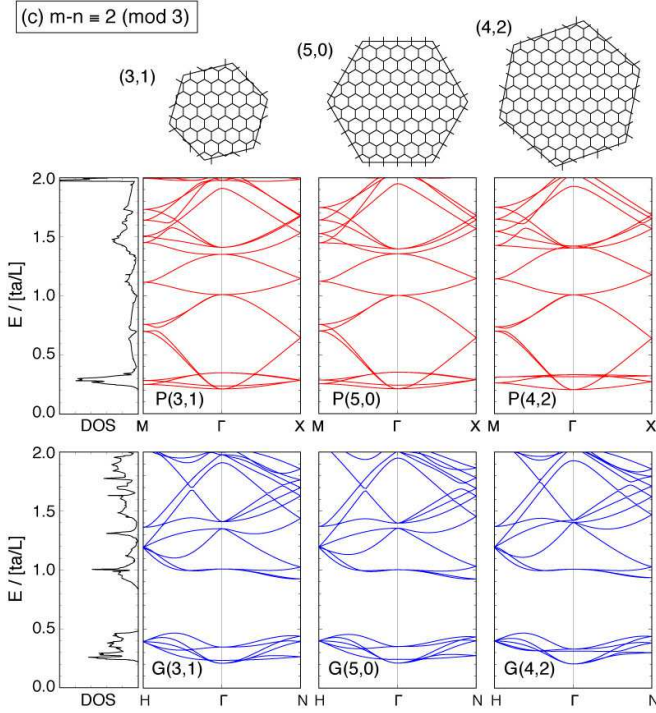 (c) m-n ≡ 2 (mod 3)
(3,1)
(5,0)
(4,2)
E / [ta/L]
2.0
1.5
1.0
0.5
0.0
P(3,1)
P(5,0)
P(4,2)
DOS M Γ X M Γ X M Γ X
E / [ta/L]
2.0
1.5
1.0
0.5
0.0
G(3,1)
G(5,0)
G(4,2)
DOS H Γ N H Γ N H Γ N